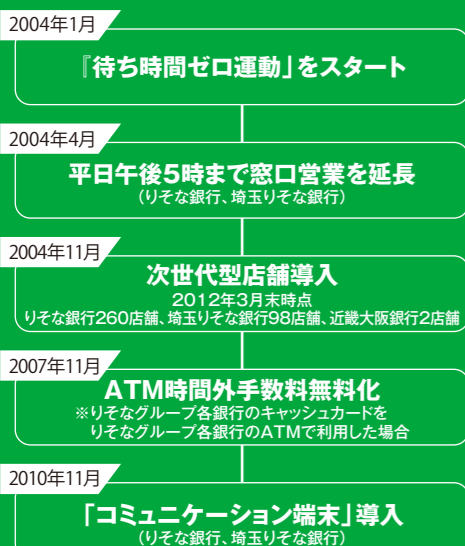 2004年1月
『待ち時間ゼロ運動」をスタート
2004年4月
平日午後5時まで窓口営業を延長
(りそな銀行、埼玉りそな銀行)
2004年11月
次世代型店舗導入
2012年3月末時点
りそな銀行260店舗、埼玉りそな銀行98店舗、近畿大阪銀行2店舗
2007年11月
ATM時間外手数料無料化
※りそなグループ各銀行のキャッシュカードを
りそなグループ各銀行のATMで利用した場合
2010年11月
「コミュニケーション端末」導入
(りそな銀行、埼玉りそな銀行)